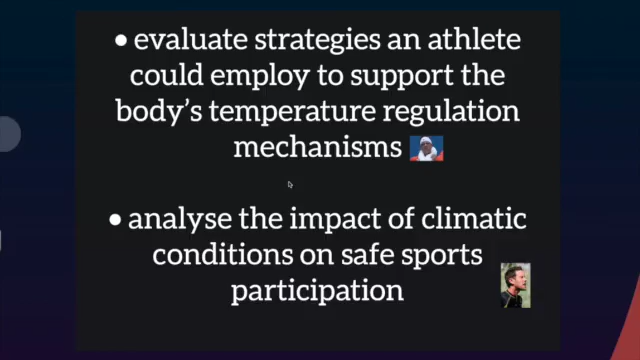 • evaluate strategies an athlete
could employ to support the
body’s temperature regulation
mechanisms
• analyse the impact of climatic
conditions on safe sports
participation